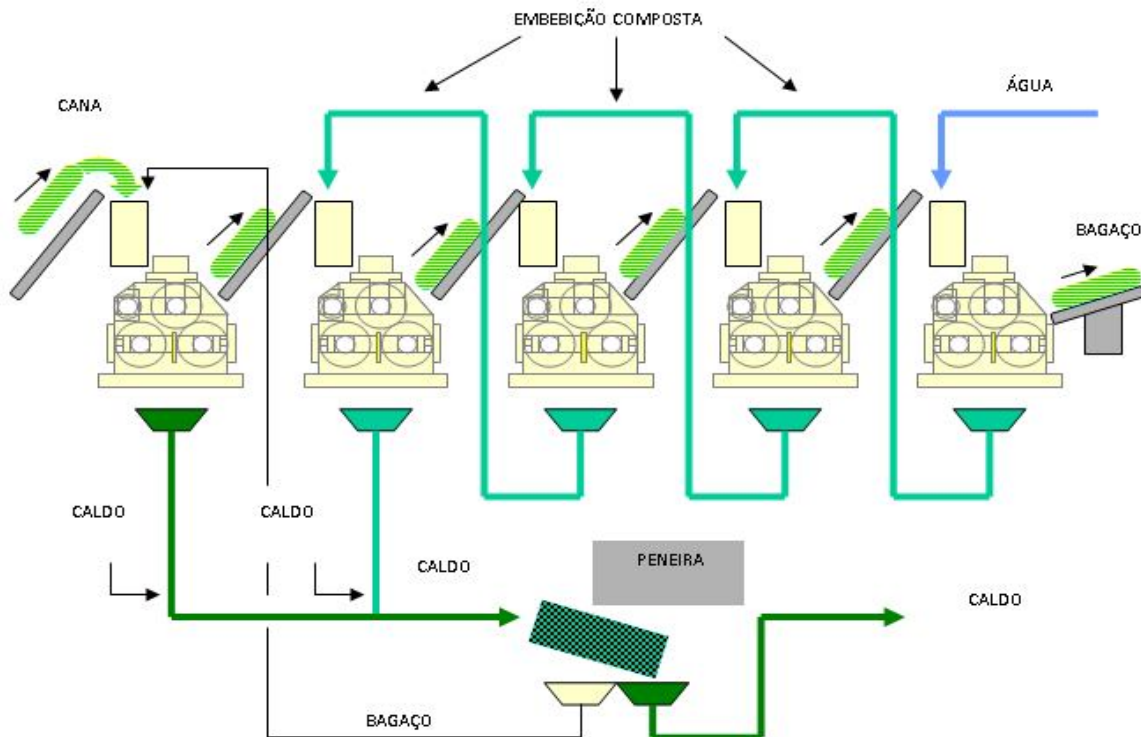 EMBEBIÇÃO COMPOSTA
CANA
ÁGUA
BAGAÇO
CALDO
CALDO
CALDO
PENEIRA
CALDO
BAGAÇO